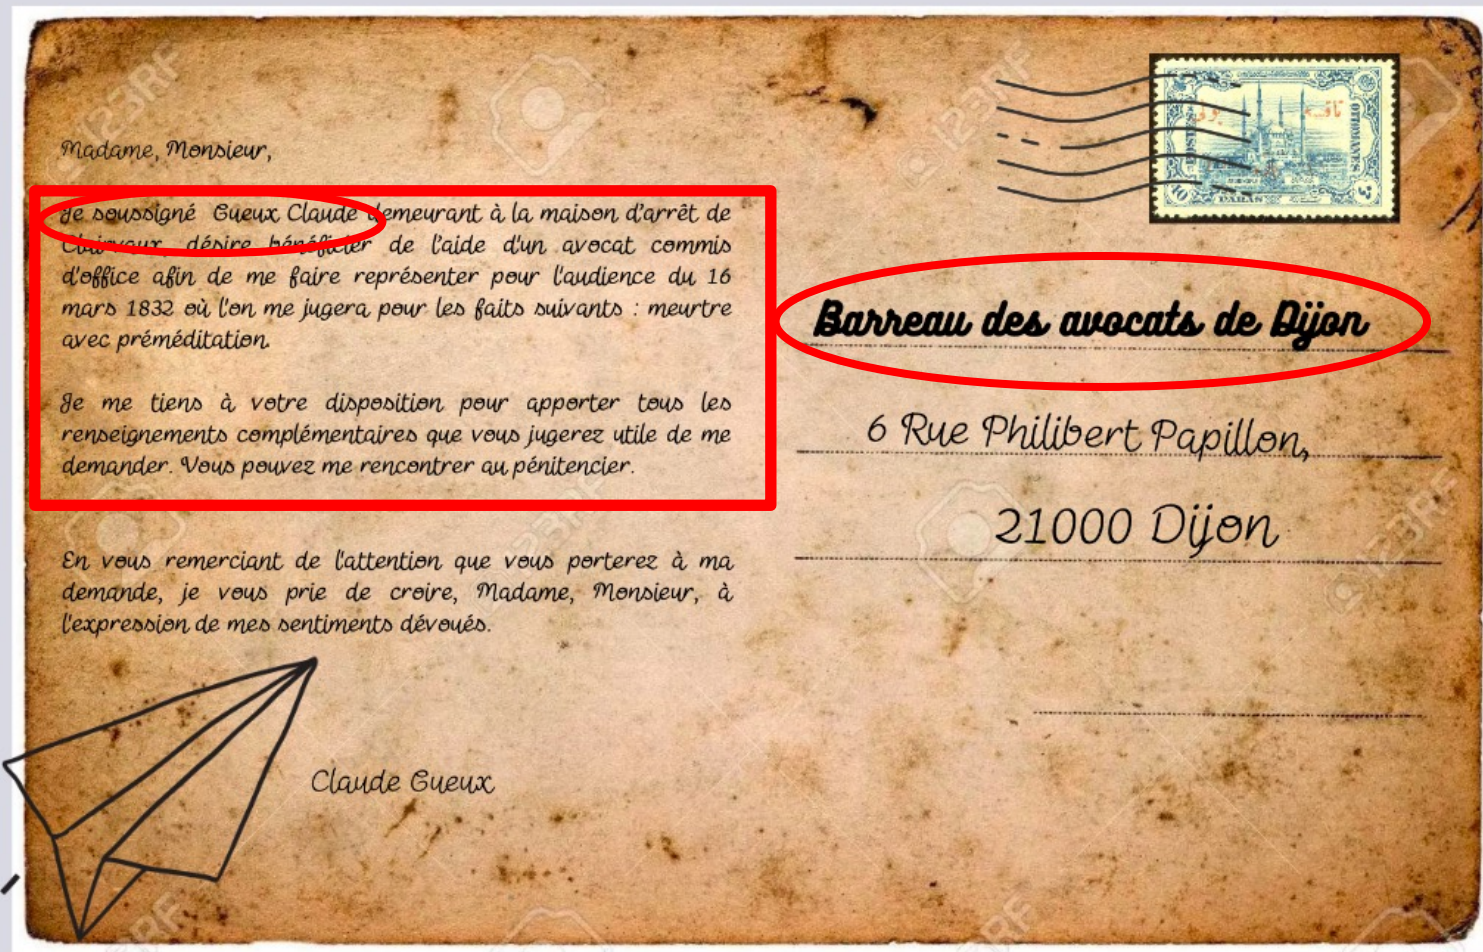 Madame, Monsieur,
Je soussigné Gueux Claude demeurant à la maison d'arrêt de
Clairvaux, désire bénéficier de l'aide d'un avocat commis
d'office afin de me faire représenter pour l'audience du 16
mars 1832 où l'on me jugera pour les faits suivants : meurtre
avec préméditation.
Je me tiens à votre disposition pour apporter tous les
renseignements complémentaires que vous jugerez utile de me
demander. Vous pouvez me rencontrer au pénitencier.
En vous remerciant de l'attention que vous porterez à ma
demande, je vous prie de croire, Madame, Monsieur, à
l'expression de mes sentiments dévoués.
Claude Gueux
Barreau des avocats de Dijon
6 Rue Philibert Papillon,
21000 Dijon
POSTES
OTTOMANES
10
PARAS
123RF